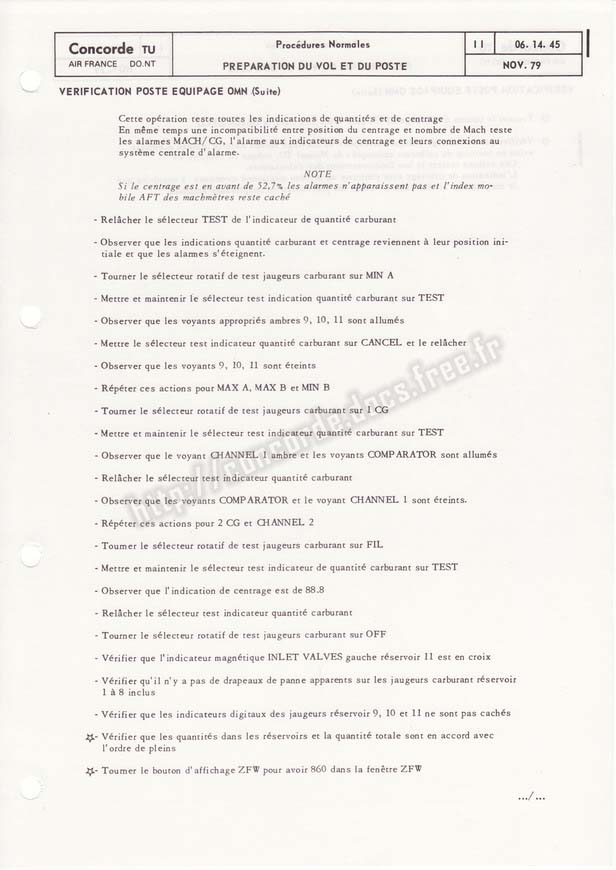 Concorde TU
AIR FRANCE DO.NT
Procédures Normales
PREPARATION DU VOL ET DU POSTE
11
06. 14. 45
NOV. 79
VERIFICATION POSTE EQUIPAGE OMN (Suite)
Cette opération teste toutes les indications de quantités et de centrage
En même temps une incompatibilité entre position du centrage et nombre de Mach teste
les alarmes MACH/CG, l'alarme aux indicateurs de centrage et leurs connexions au
système centrale d'alarme.
NOTE
Si le centrage est en avant de 52,7% les alarmes n'apparaissent pas et l'index mo-
bile AFT des machmètres reste caché
- Relâcher le sélecteur TEST de l'indicateur de quantité carburant
- Observer que les indications quantité carburant et centrage reviennent à leur position ini-
tiale et que les alarmes s'éteignent.
- Tourner le sélecteur rotatif de test jaugeurs carburant sur MIN A
- Mettre et maintenir le sélecteur test indication quantité carburant sur TEST
- Observer que les voyants appropriés ambres 9, 10, 11 sont allumés
- Mettre le sélecteur test indicateur quantité carburant sur CANCEL et le relâcher
- Observer que les voyants 9, 10, 11 sont éteints
- Répéter ces actions pour MAX A, MAX B et MIN B
- Tourner le sélecteur rotatif de test jaugeurs carburant sur 1 CG
- Mettre et maintenir le sélecteur test indicateur quantité carburant sur TEST
- Observer que le voyant CHANNEL 1 ambre et les voyants COMPARATOR sont allumés
- Relâcher le sélecteur test indicateur quantité carburant
- Observer que les voyants COMPARATOR et le voyant CHANNEL 1 sont éteints.
- Répéter ces actions pour 2 CG et CHANNEL 2
- Tourner le sélecteur rotatif de test jaugeurs carburant sur FIL
- Mettre et maintenir le sélecteur test indicateur de quantité carburant sur TEST
- Observer que l'indication de centrage est de 88.8
- Relâcher le sélecteur test indicateur quantité carburant
- Tourner le sélecteur rotatif de test jaugeurs carburant sur OFF
- Vérifier que l'indicateur magnétique INLET VALVES gauche réservoir 11 est en croix
- Vérifier qu'il n'y a pas de drapeaux de panne apparents sur les jaugeurs carburant réservoir
1 à 8 inclus
- Vérifier que les indicateurs digitaux des jaugeurs réservoir 9, 10 et 11 ne sont pas cachés
☆- Vérifier que les quantités dans les réservoirs et la quantité totale sont en accord avec
l'ordre de pleins
☆- Tourner le bouton d'affichage ZFW pour avoir 860 dans la fenêtre ZFW
.../...
http://concorde.docs.free.fr